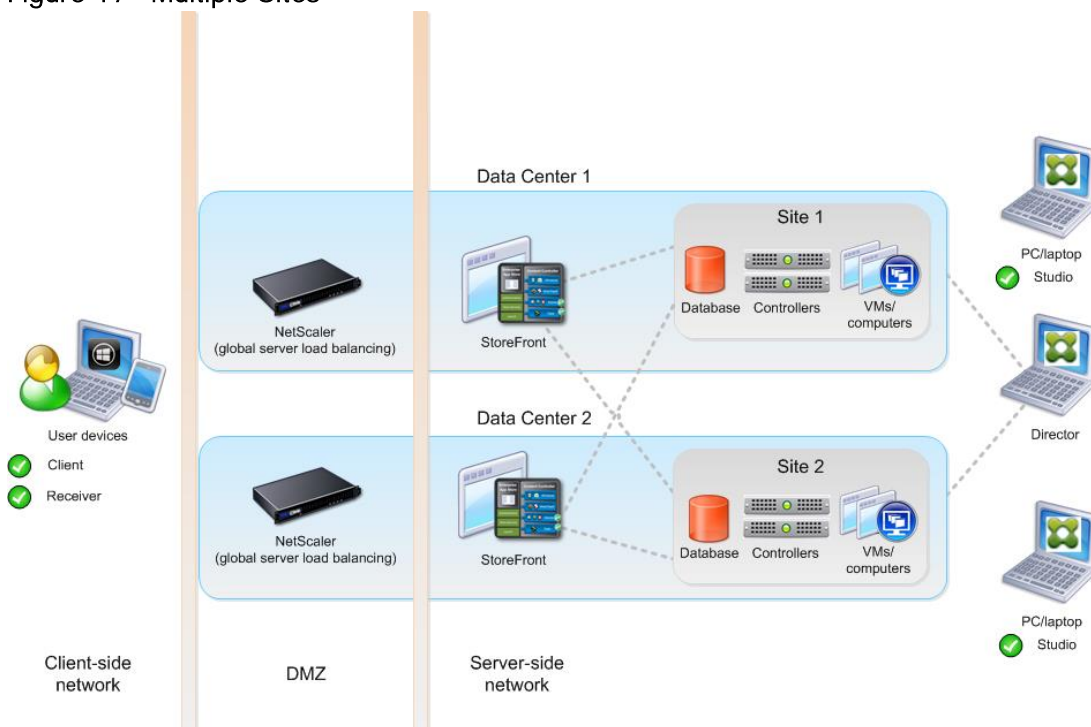 Data Center 1
Site 1
Database
Controllers
VMs/
computers
NetScaler
(global server load balancing)
StoreFront
PC/laptop
Studio
User devices
Client
Receiver
Data Center 2
Site 2
Database
Controllers
VMs/
computers
NetScaler
(global server load balancing)
StoreFront
Director
PC/laptop
Studio
Client-side
network
DMZ
Server-side
network